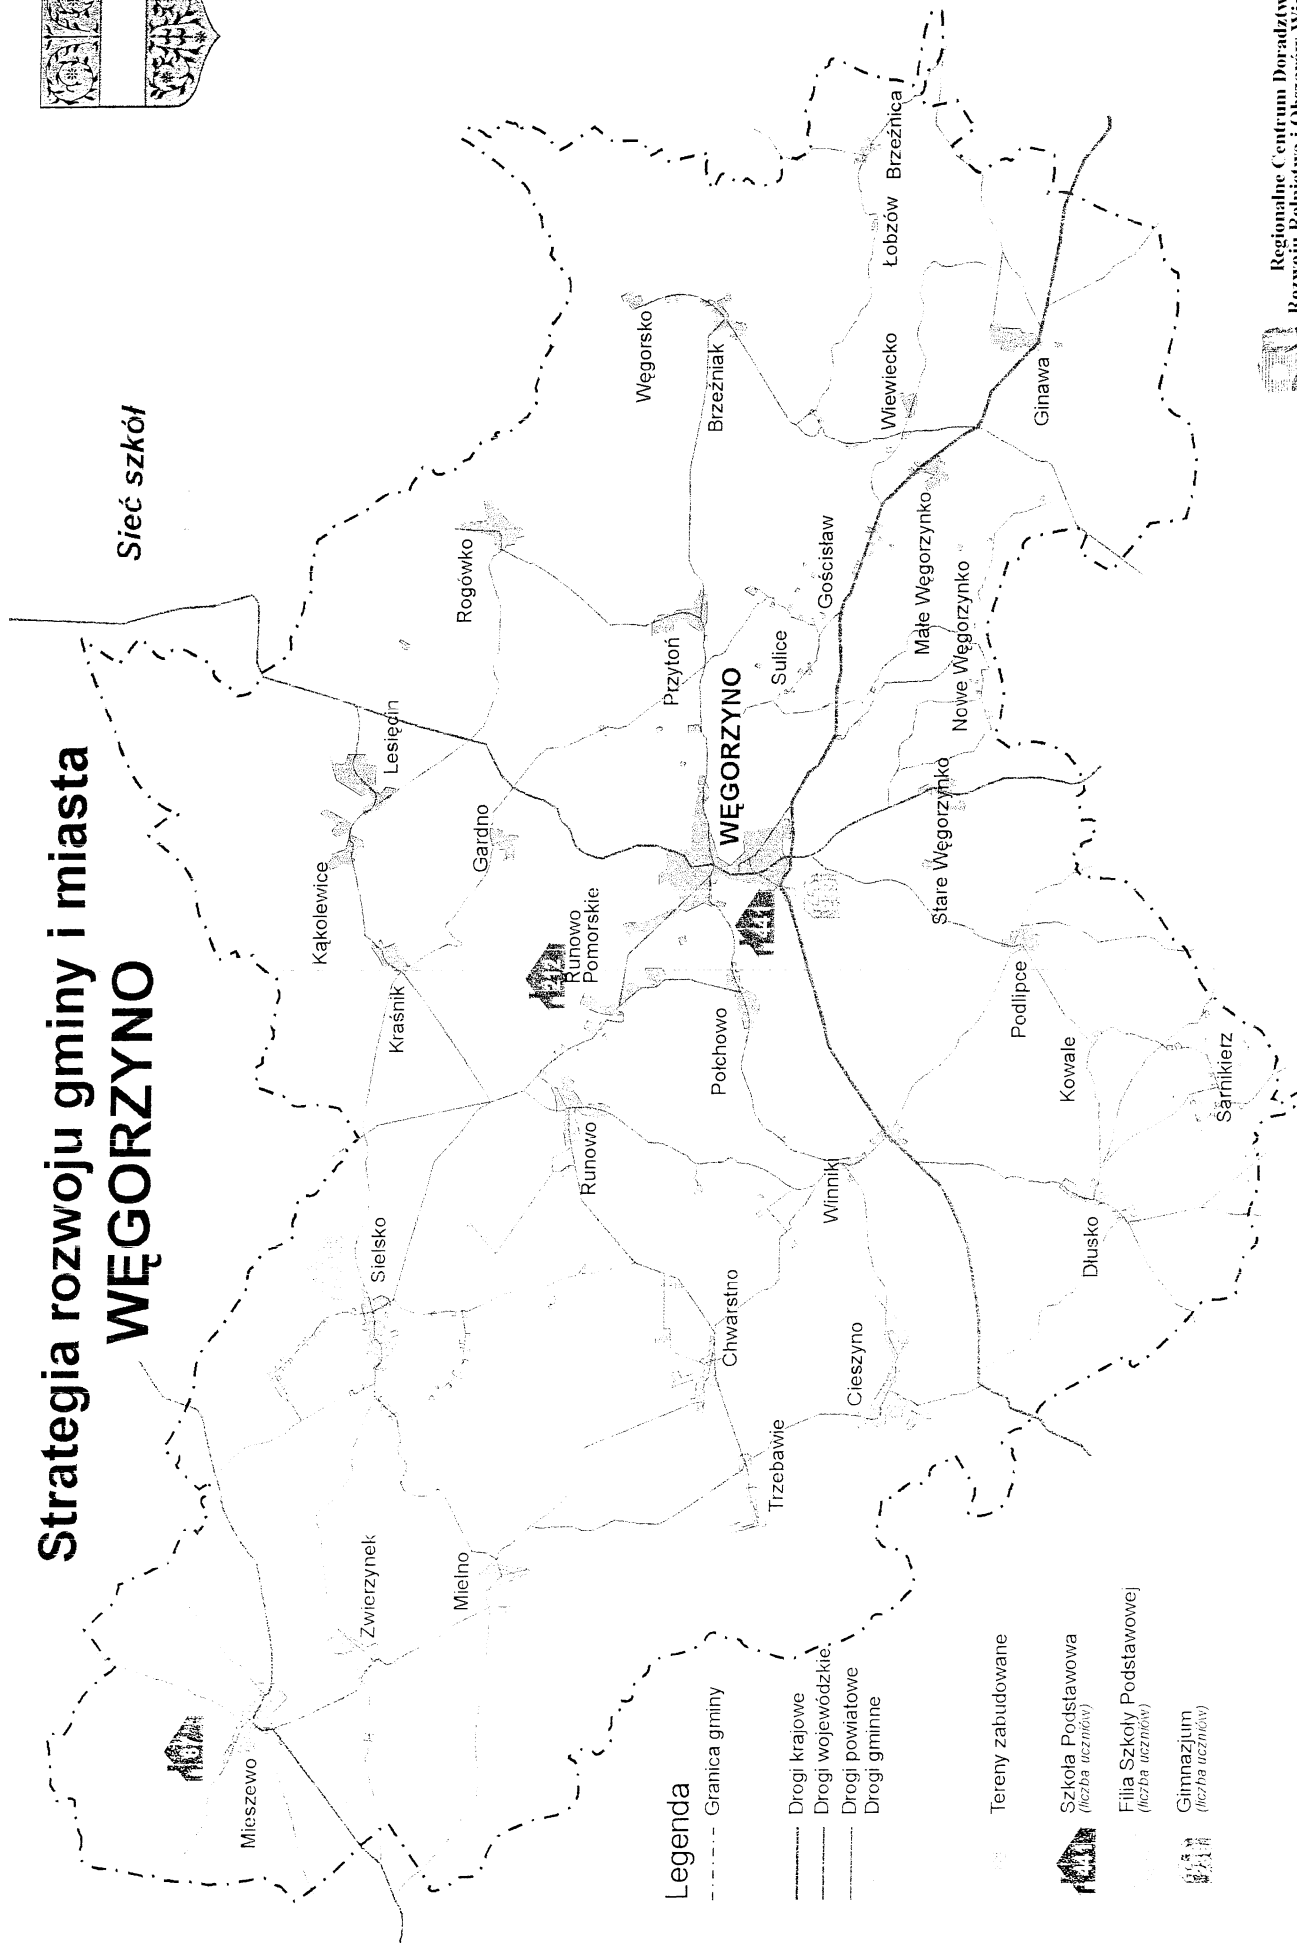 Strategia rozwoju gminy i miasta
WĘGORZYNO
Sieć szkół
Mieszewo
Zwierzynek
Mielno
Sielsko
Kraśnik
Kąkolewice
Lesięcin
Gardno
Rogówko
Runowo
Pomorskie
Runowo
Węgorsko
Brzeźniak
Przytoń
WĘGORZYNO
Sulice
Gościsław
Połchowo
Chwarstno
Trzebawie
Cieszyno
Winniki
Wiewiecko
Łobzów
Brzeźnica
Małe Węgorzynko
Nowe Węgorzynko
Stare Węgorzynko
Ginawa
Podlipce
Kowale
Dłusko
Sarnikierz
Legenda
Granica gminy
Drogi krajowe
Drogi wojewódzkie
Drogi powiatowe
Drogi gminne
Tereny zabudowane
Szkoła Podstawowa
(liczba uczniów)
Filia Szkoły Podstawowej
(liczba uczniów)
Gimnazjum
(liczba uczniów)
Regionalne Centrum Doradztw